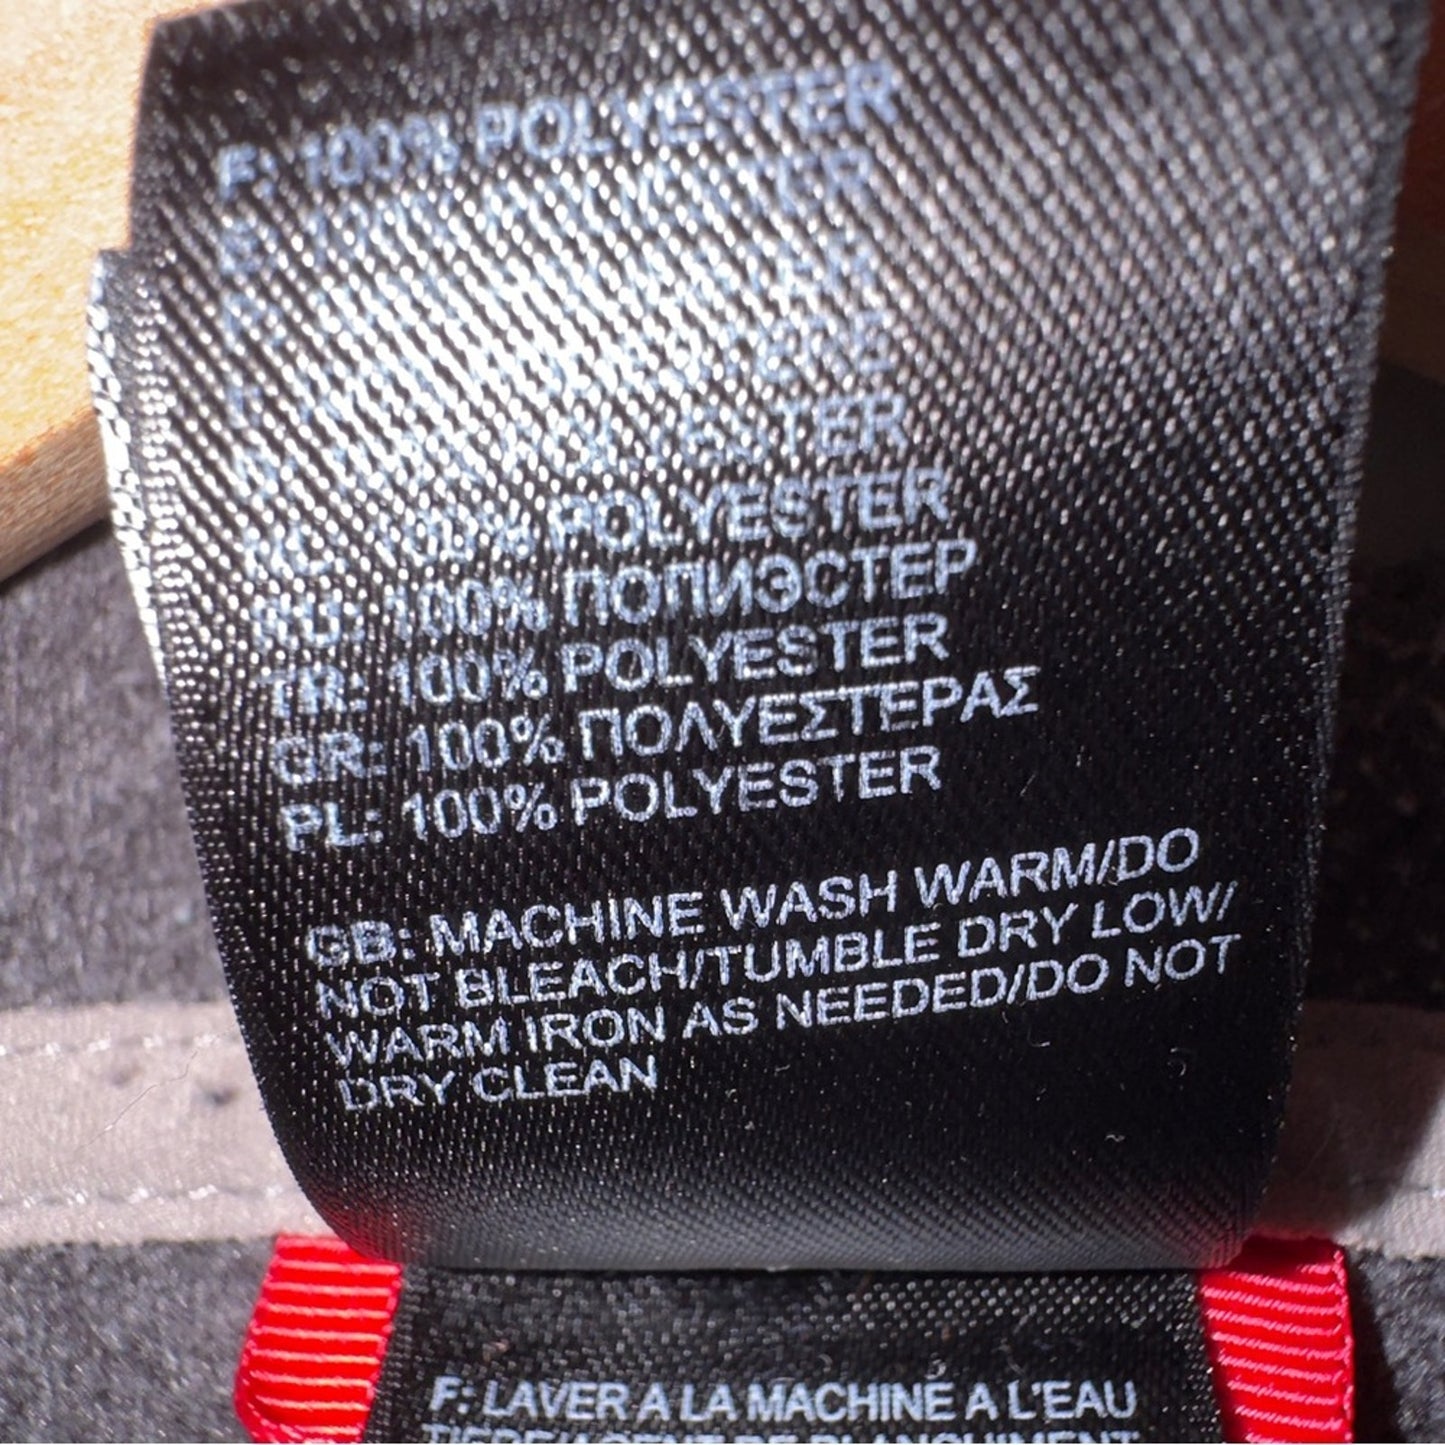 F: 100% POLYESTER
POLYESTER
100% POLYESTER
RU: 100% ПОПИЭСТЕР
TR: 100% POLYESTER
GR: 100% ΠΟΛΥΕΣΤΕΡΑΣ
PL: 100% POLYESTER
GB: MACHINE WASH WARM/DO
NOT BLEACH/TUMBLE DRY LOW/
WARM IRON AS NEEDED/DO NOT
DRY CLEAN
F: LAVER A LA MACHINE A L'EAU